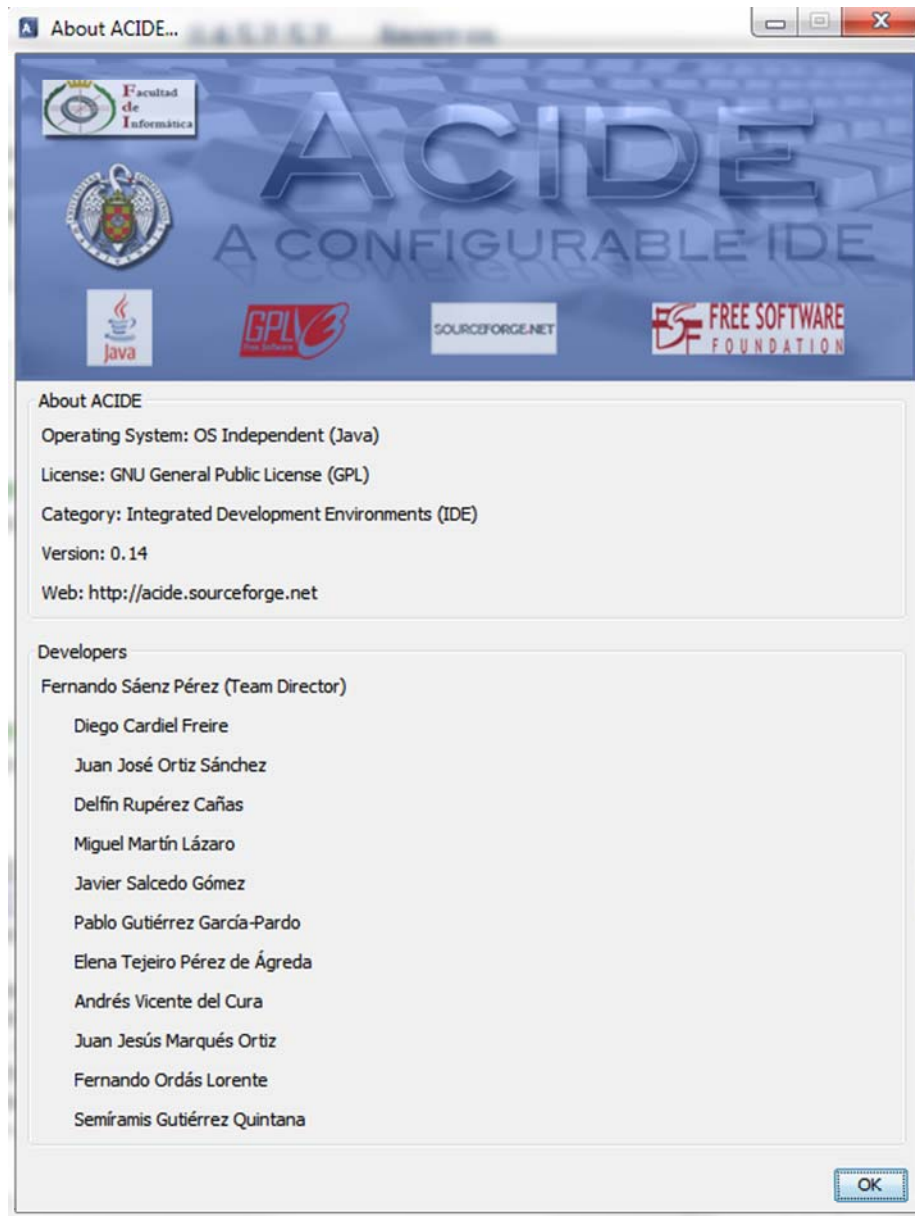 About ACIDE...
Facultad
de
Informática
ACIDE
A CONFIGURABLE IDE
Java
GPLv3
Free Software
SOURCEFORGE.NET
FSF FREE SOFTWARE
FOUNDATION
About ACIDE
Operating System: OS Independent (Java)
License: GNU General Public License (GPL)
Category: Integrated Development Environments (IDE)
Version: 0.14
Web: http://acide.sourceforge.net
Developers
Fernando Sáenz Pérez (Team Director)
Diego Cardiel Freire
Juan José Ortiz Sánchez
Delfín Rupérez Cañas
Miguel Martín Lázaro
Javier Salcedo Gómez
Pablo Gutiérrez García-Pardo
Elena Tejeiro Pérez de Ágreda
Andrés Vicente del Cura
Juan Jesús Marqués Ortiz
Fernando Ordás Lorente
Semíramis Gutiérrez Quintana
OK